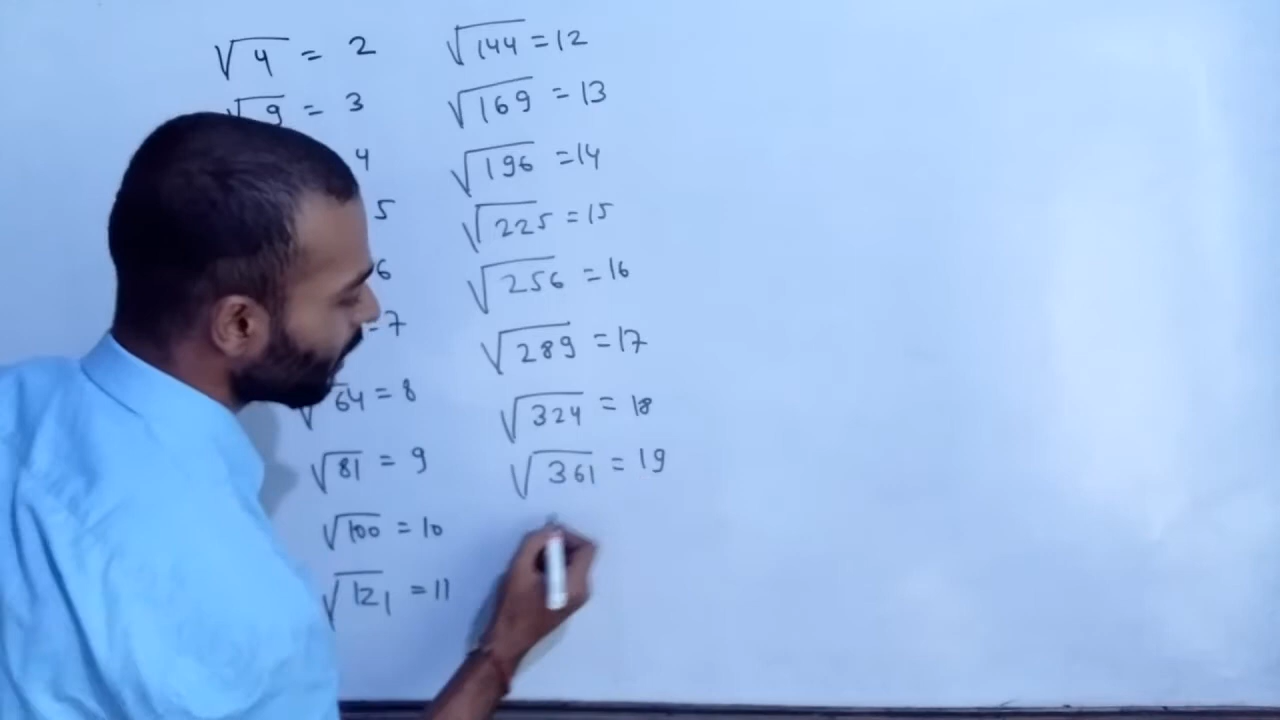 √4 = 2
√9 = 3
4
5
6
=7
√64 = 8
√81 = 9
√100 = 10
√121 = 11
√144 = 12
√169 = 13
√196 = 14
√225 = 15
√256 = 16
√289 = 17
√324 = 18
√361 = 19